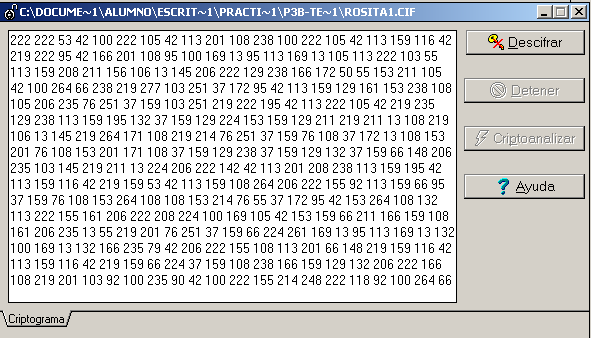 C:\DOCUME~1\ALUMNO\ESCRIT~1\PRACTI~1\P3B-TE~1\ROSITA1.CIF
222 222 53 42 100 222 105 42 113 201 108 238 100 222 105 42 113 159 116 42
219 222 95 42 166 201 108 95 100 169 13 95 113 169 13 105 113 222 103 55
113 159 208 211 156 106 13 145 206 222 129 238 166 172 50 55 153 211 105
42 100 264 66 238 219 277 103 251 37 172 95 42 113 159 129 161 153 238 108
105 206 235 76 251 37 159 103 251 219 222 195 42 113 222 105 42 219 235
129 238 113 159 195 132 37 159 129 224 153 159 129 211 219 211 13 108 219
106 13 145 219 264 171 108 219 214 76 251 37 159 76 108 37 172 13 108 153
201 76 108 153 201 171 108 37 159 129 238 37 159 129 132 37 159 66 148 206
235 103 145 219 211 13 224 206 222 142 42 113 201 208 238 113 159 195 42
113 159 116 42 219 159 53 42 113 159 108 264 206 222 155 92 113 159 66 95
37 159 76 108 153 264 108 108 153 214 76 55 37 172 95 42 153 264 108 132
113 222 155 161 206 222 208 224 100 169 105 42 153 159 66 211 166 159 108
161 206 235 13 55 219 201 76 251 37 159 66 224 261 169 13 95 113 169 13 132
100 169 13 132 166 235 79 42 206 222 155 108 113 201 66 148 219 159 116 42
113 159 116 42 219 159 66 224 37 159 108 238 166 159 129 132 206 222 166
108 219 201 103 92 100 235 90 42 100 222 155 214 248 222 118 92 100 264 66
Descifrar
Detener
Criptoanalizar
Ayuda
Criptograma